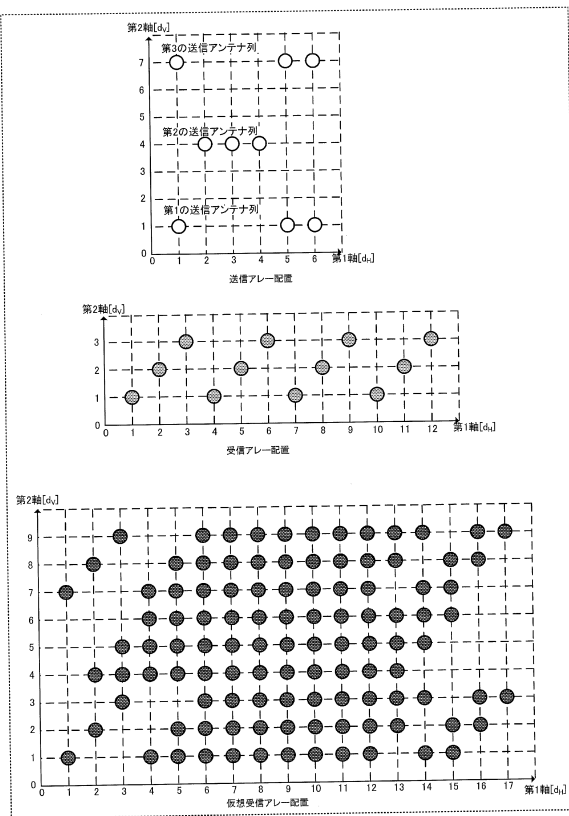 第2軸[dV]
第3の送信アンテナ列
7
6
5
第2の送信アンテナ列
4
3
2
第1の送信アンテナ列
1
0
0 1 2 3 4 5 6 第1軸[dH]
送信アレー配置
第2軸[dV]
3
2
1
0
0 1 2 3 4 5 6 7 8 9 10 11 12 第1軸[dH]
受信アレー配置
第2軸[dV]
9
8
7
6
5
4
3
2
1
0
0 1 2 3 4 5 6 7 8 9 10 11 12 13 14 15 16 17 第1軸[dH]
仮想受信アレー配置